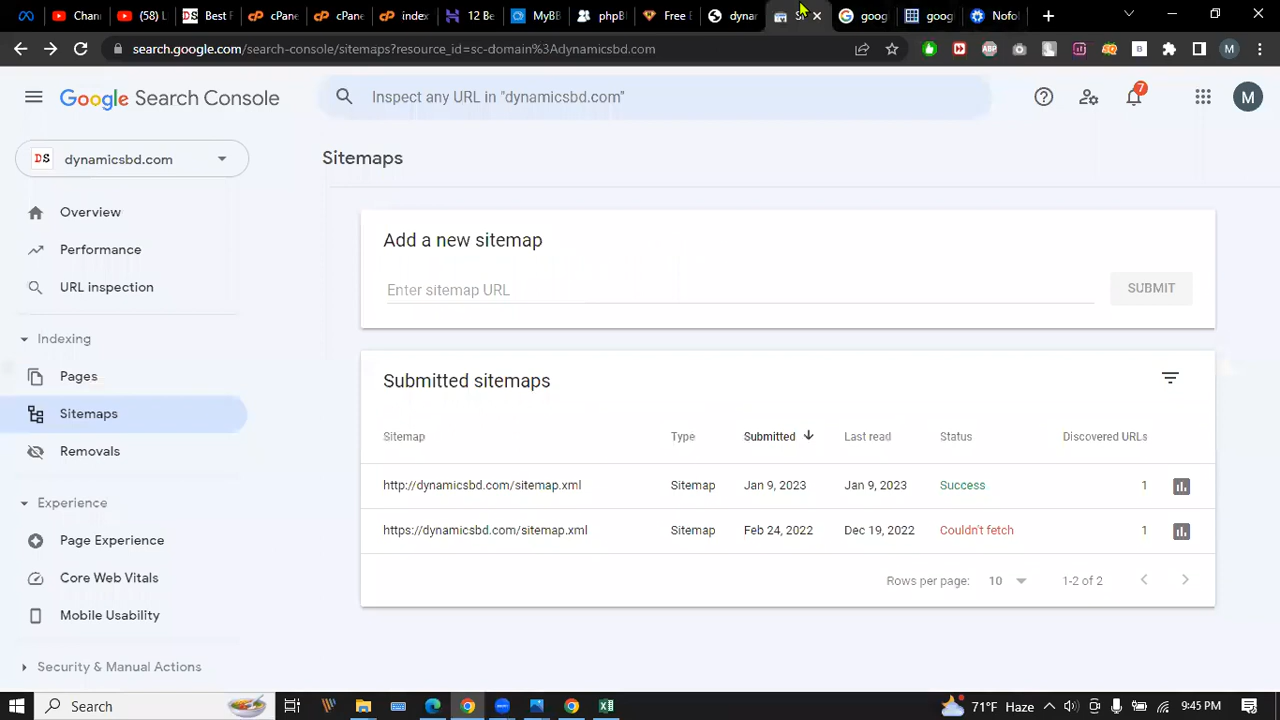 Chan
(58) L
Best F
cPane
cPane
index
12 Be
MyBB
phpBl
Free E
dynar
S
goog
goog
Nofol
search.google.com/search-console/sitemaps?resource_id=sc-domain%3Adynamicsbd.com
ABP
B
M
Google Search Console
Inspect any URL in "dynamicsbd.com"
7
M
DS dynamicsbd.com
Sitemaps
Overview
Performance
URL inspection
Indexing
Pages
Sitemaps
Removals
Experience
Page Experience
Core Web Vitals
Mobile Usability
Security & Manual Actions
Add a new sitemap
Enter sitemap URL
SUBMIT
Submitted sitemaps
Sitemap Type Submitted Last read Status Discovered URLs
http://dynamicsbd.com/sitemap.xml Sitemap Jan 9, 2023 Jan 9, 2023 Success 1
https://dynamicsbd.com/sitemap.xml Sitemap Feb 24, 2022 Dec 19, 2022 Couldn't fetch 1
Rows per page: 10 1-2 of 2
Search
71°F Haze
9:45 PM